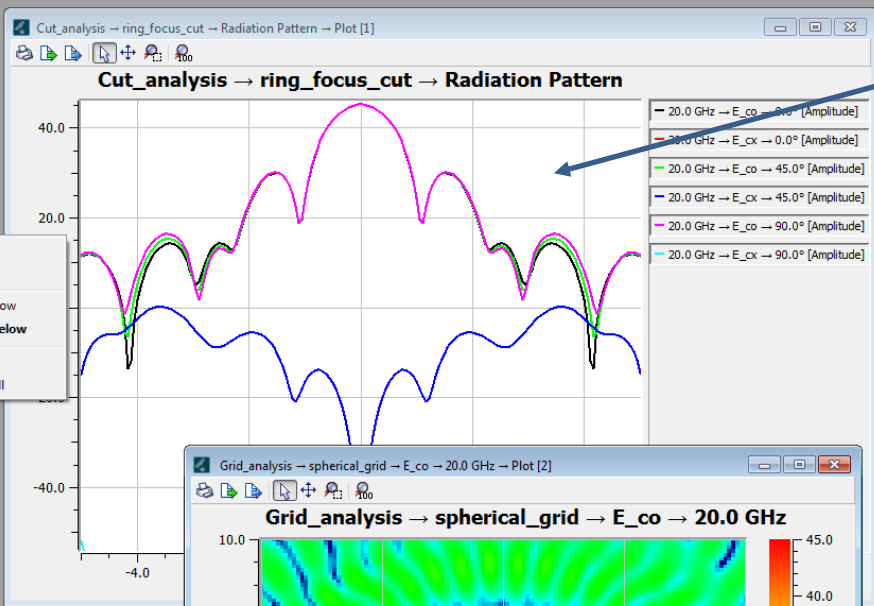 Cut_analysis → ring_focus_cut → Radiation Pattern → Plot [1]
100
Cut_analysis → ring_focus_cut → Radiation Pattern
40.0
20.0
-40.0
-4.0
20.0 GHz → E_co → 0.0° [Amplitude]
20.0 GHz → E_cx → 0.0° [Amplitude]
20.0 GHz → E_co → 45.0° [Amplitude]
20.0 GHz → E_cx → 45.0° [Amplitude]
20.0 GHz → E_co → 90.0° [Amplitude]
20.0 GHz → E_cx → 90.0° [Amplitude]
Grid_analysis → spherical_grid → E_co → 20.0 GHz → Plot [2]
100
Grid_analysis → spherical_grid → E_co → 20.0 GHz
10.0
45.0
40.0